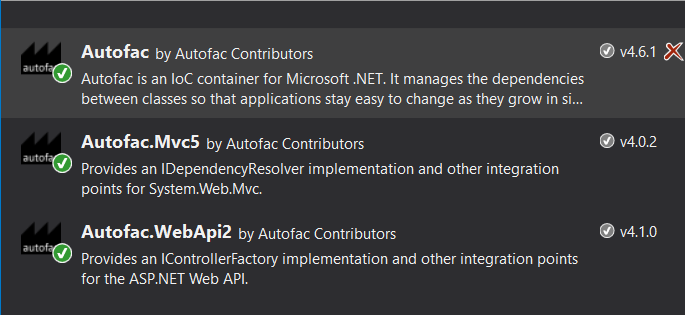 Autofac by Autofac Contributors v4.6.1
autofa
Autofac is an IoC container for Microsoft .NET. It manages the dependencies
between classes so that applications stay easy to change as they grow in si...
Autofac.Mvc5 by Autofac Contributors v4.0.2
autofa
Provides an IDependencyResolver implementation and other integration
points for System.Web.Mvc.
Autofac.WebApi2 by Autofac Contributors v4.1.0
autofa
Provides an IControllerFactory implementation and other integration points
for the ASP.NET Web API.